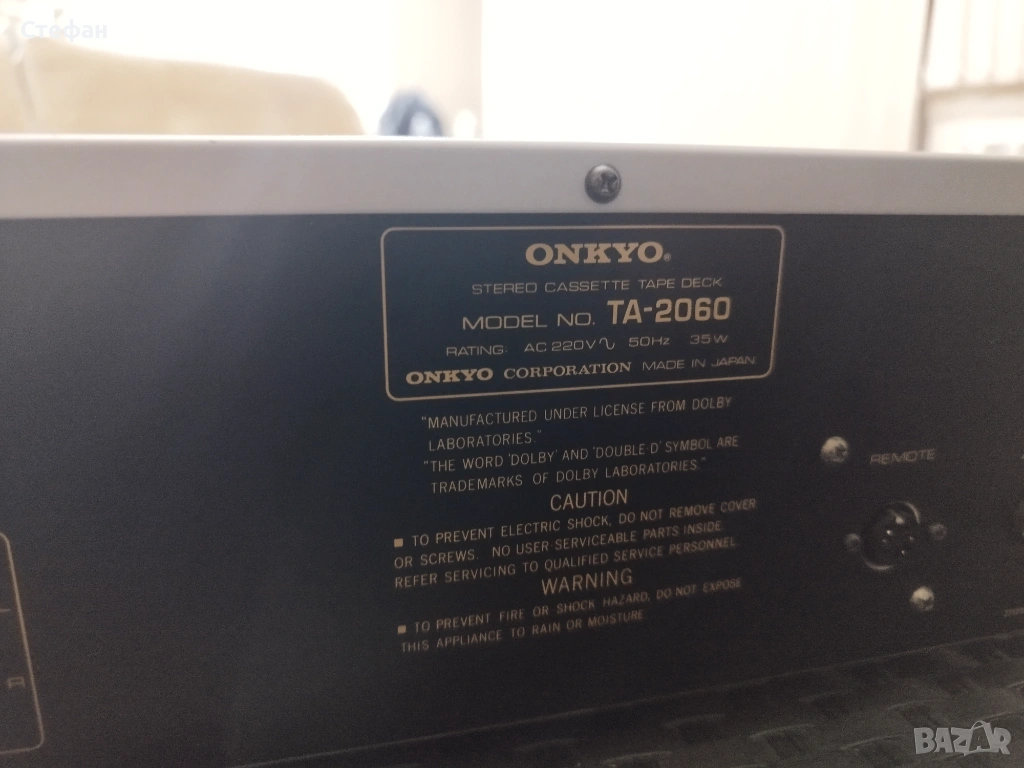 Стефан
ONKYO®
STEREO CASSETTE TAPE DECK
MODEL NO. TA-2060
RATING: AC 220V∿ 50Hz 35W
ONKYO CORPORATION MADE IN JAPAN
"MANUFACTURED UNDER LICENSE FROM DOLBY
LABORATORIES."
"THE WORD 'DOLBY' AND 'DOUBLE D' SYMBOL ARE
TRADEMARKS OF DOLBY LABORATORIES."
CAUTION
■ TO PREVENT ELECTRIC SHOCK, DO NOT REMOVE COVER
OR SCREWS. NO USER SERVICEABLE PARTS INSIDE.
REFER SERVICING TO QUALIFIED SERVICE PERSONNEL.
WARNING
■ TO PREVENT FIRE OR SHOCK HAZARD, DO NOT EXPOSE
THIS APPLIANCE TO RAIN OR MOISTURE.
REMOTE
R
BAZAR